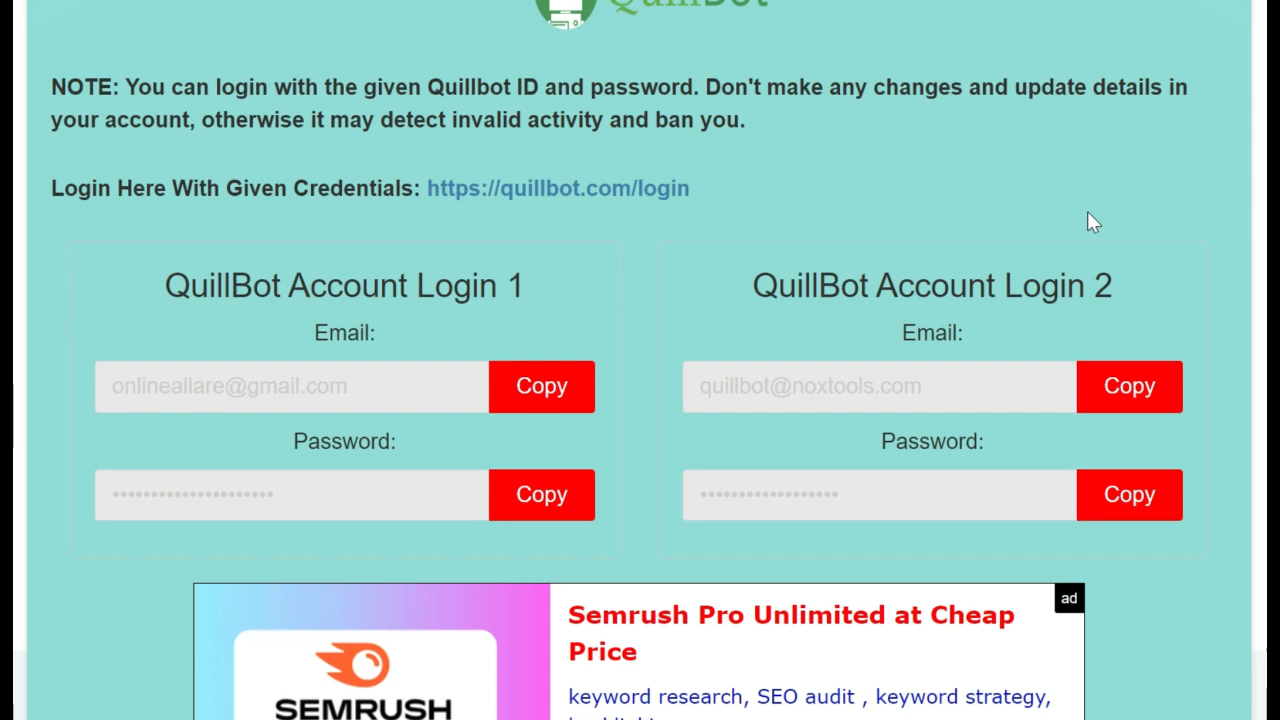 QuillBot
NOTE: You can login with the given Quillbot ID and password. Don't make any changes and update details in
your account, otherwise it may detect invalid activity and ban you.
Login Here With Given Credentials: https://quillbot.com/login
QuillBot Account Login 1
Email:
onlineallare@gmail.com
Copy
Password:
•••••••••••••••••••••
Copy
QuillBot Account Login 2
Email:
quillbot@noxtools.com
Copy
Password:
••••••••••••••••••
Copy
ad
Semrush Pro Unlimited at Cheap
Price
keyword research, SEO audit , keyword strategy,
SEMRUSH